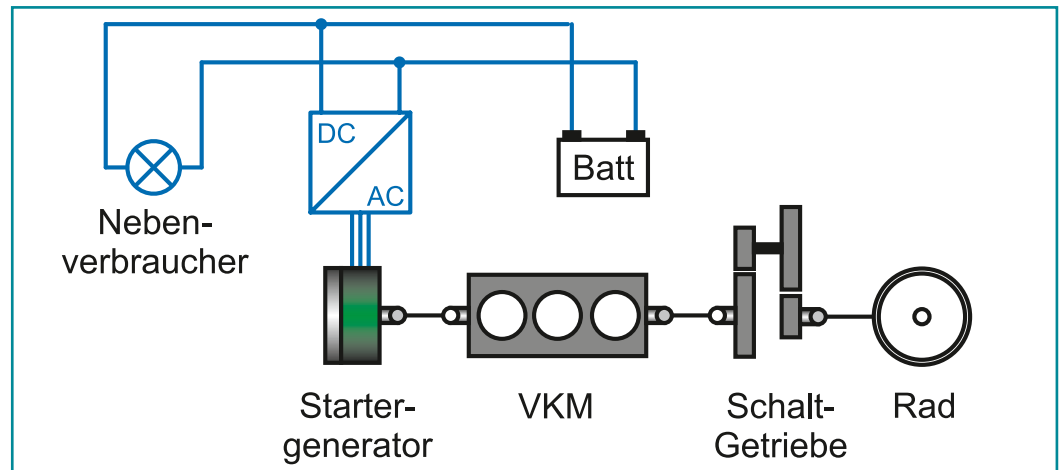 DC
AC
Batt
Neben-
verbraucher
Starter-
generator
VKM
Schalt-
Getriebe
Rad